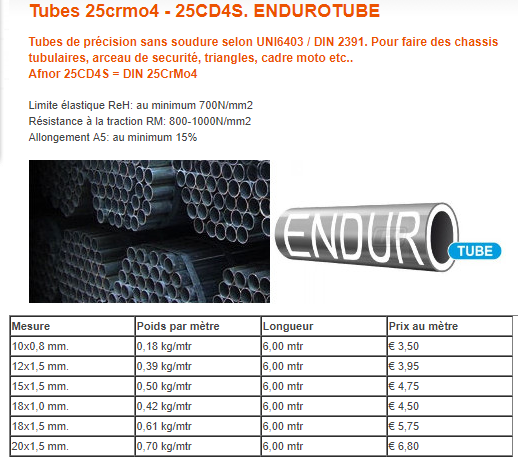 Tubes 25crmo4 - 25CD4S. ENDUROTUBE
Tubes de précision sans soudure selon UNI6403 / DIN 2391. Pour faire des chassis
tubulaires, arceau de securité, triangles, cadre moto etc..
Afnor 25CD4S = DIN 25CrMo4
Limite élastique ReH: au minimum 700N/mm2
Résistance à la traction RM: 800-1000N/mm2
Allongement A5: au minimum 15%
ENDURO
TUBE
Mesure Poids par mètre Longueur Prix au mètre
10x0,8 mm. 0,18 kg/mtr 6,00 mtr € 3,50
12x1,5 mm. 0,39 kg/mtr 6,00 mtr € 3,95
15x1,5 mm. 0,50 kg/mtr 6,00 mtr € 4,75
18x1,0 mm. 0,42 kg/mtr 6,00 mtr € 4,50
18x1,5 mm. 0,61 kg/mtr 6,00 mtr € 5,75
20x1,5 mm. 0,70 kg/mtr 6,00 mtr € 6,80